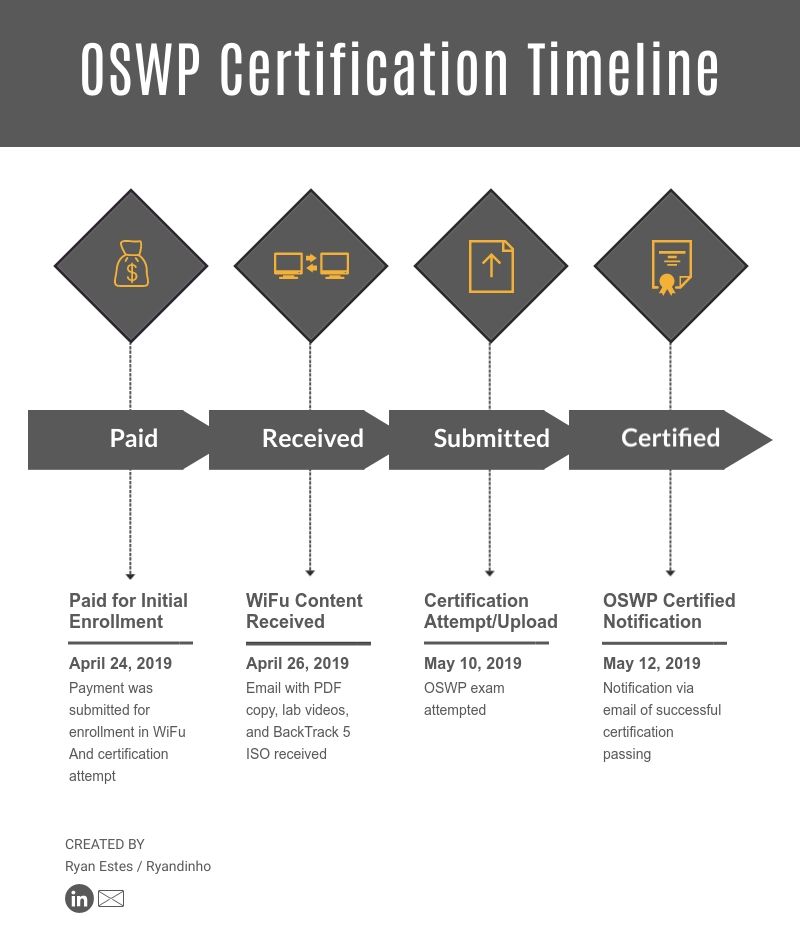 OSWP Certification Timeline
$
Paid
Received
Submitted
Certified
Paid for Initial
Enrollment
April 24, 2019
Payment was
submitted for
enrollment in WiFu
And certification
attempt
WiFu Content
Received
April 26, 2019
Email with PDF
copy, lab videos,
and BackTrack 5
ISO received
Certification
Attempt/Upload
May 10, 2019
OSWP exam
attempted
OSWP Certified
Notification
May 12, 2019
Notification via
email of successful
certification
passing
CREATED BY
Ryan Estes / Ryandinho
in